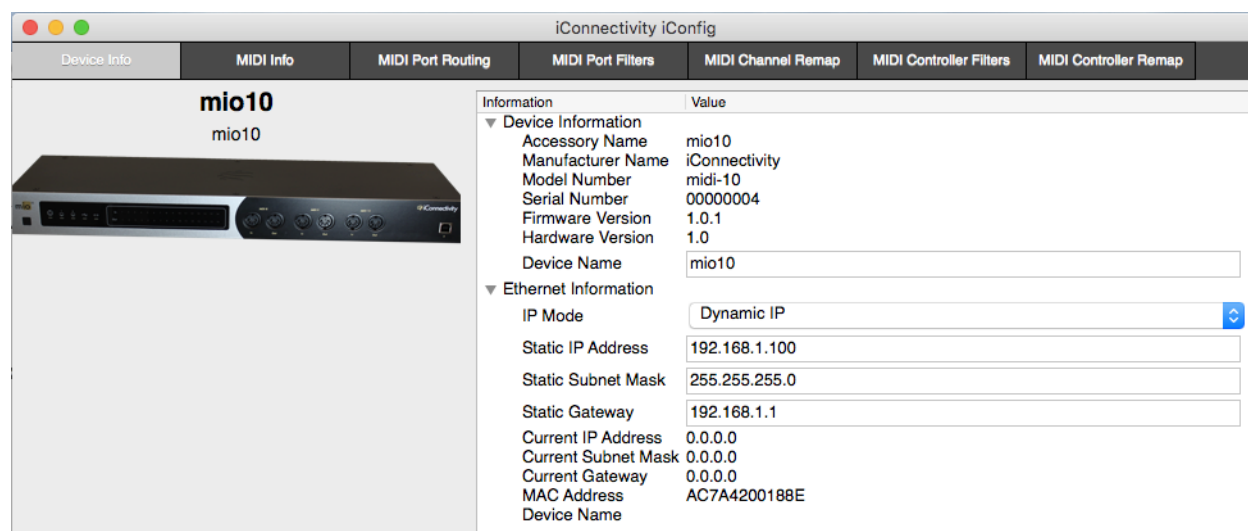 iConnectivity iConfig
Device Info MIDI Info MIDI Port Routing MIDI Port Filters MIDI Channel Remap MIDI Controller Filters MIDI Controller Remap
mio10
mio10
iConnectivity
Information Value
Device Information
Accessory Name mio10
Manufacturer Name iConnectivity
Model Number midi-10
Serial Number 00000004
Firmware Version 1.0.1
Hardware Version 1.0
Device Name mio10
Ethernet Information
IP Mode Dynamic IP
Static IP Address 192.168.1.100
Static Subnet Mask 255.255.255.0
Static Gateway 192.168.1.1
Current IP Address 0.0.0.0
Current Subnet Mask 0.0.0.0
Current Gateway 0.0.0.0
MAC Address AC7A4200188E
Device Name